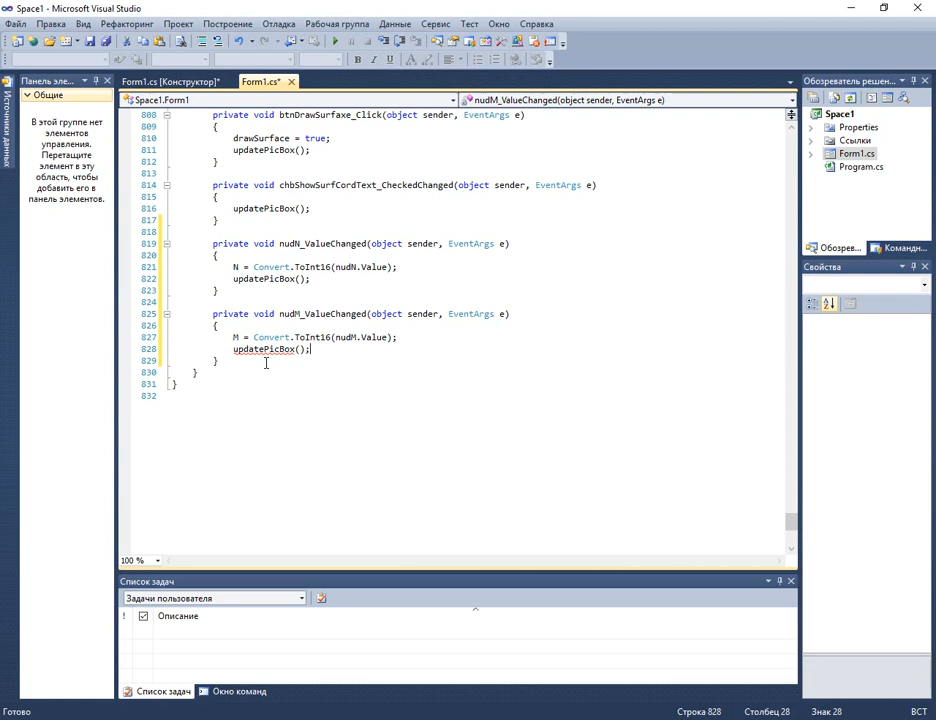 Space1 - Microsoft Visual Studio
Файл Правка Вид Рефакторинг Проект Построение Отладка Рабочая группа Данные Сервис Тест Окно Справка
Источники данных
Панель эле...
Общие
В этой группе нет
элементов
управления.
Перетащите
элемент в эту
область, чтобы
добавить его в
панель элементов.
Form1.cs [Конструктор]* Form1.cs*
Space1.Form1 nudM_ValueChanged(object sender, EventArgs e)
808 private void btnDrawSurfaxe_Click(object sender, EventArgs e)
809 {
810 drawSurface = true;
811 updatePicBox();
812 }
813
814 private void chbShowSurfCordText_CheckedChanged(object sender, EventArgs e)
815 {
816 updatePicBox();
817 }
818
819 private void nudN_ValueChanged(object sender, EventArgs e)
820 {
821 N = Convert.ToInt16(nudN.Value);
822 updatePicBox();
823 }
824
825 private void nudM_ValueChanged(object sender, EventArgs e)
826 {
827 M = Convert.ToInt16(nudM.Value);
828 updatePicBox();
829 }
830 }
831 }
832
100 %
Список задач
Задачи пользователя
! Описание
Список задач Окно команд
Обозреватель решен...
Space1
Properties
Ссылки
Form1.cs
Program.cs
Обозрев... Командн...
Свойства
Готово Строка 828 Столбец 28 Знак 28 ВСТ